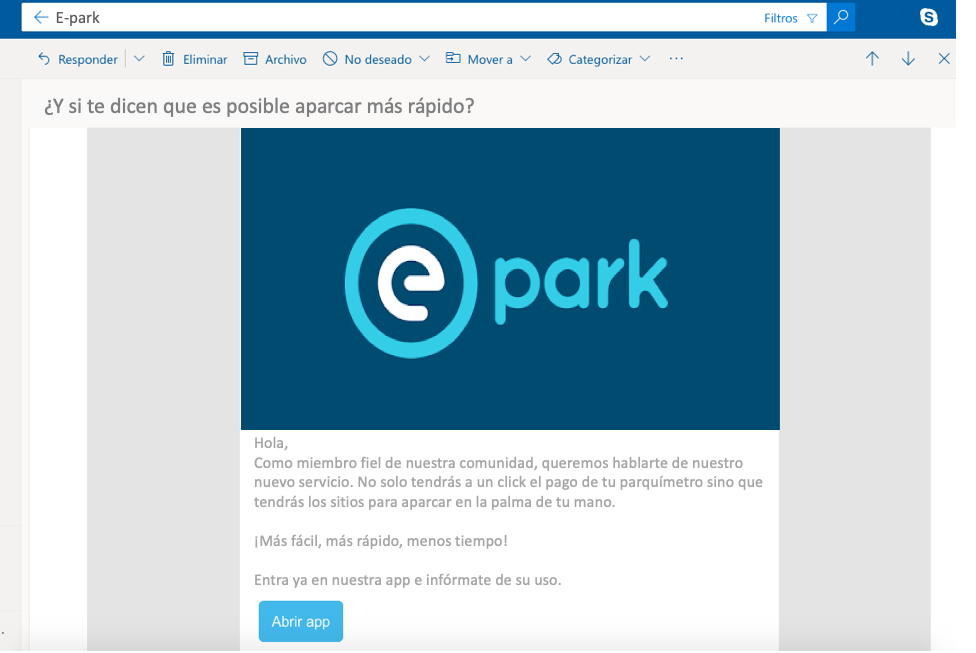 E-park
Filtros
Responder Eliminar Archivo No deseado Mover a Categorizar
¿Y si te dicen que es posible aparcar más rápido?
e park
Hola,
Como miembro fiel de nuestra comunidad, queremos hablarte de nuestro
nuevo servicio. No solo tendrás a un click el pago de tu parquímetro sino que
tendrás los sitios para aparcar en la palma de tu mano.
¡Más fácil, más rápido, menos tiempo!
Entra ya en nuestra app e infórmate de su uso.
Abrir app